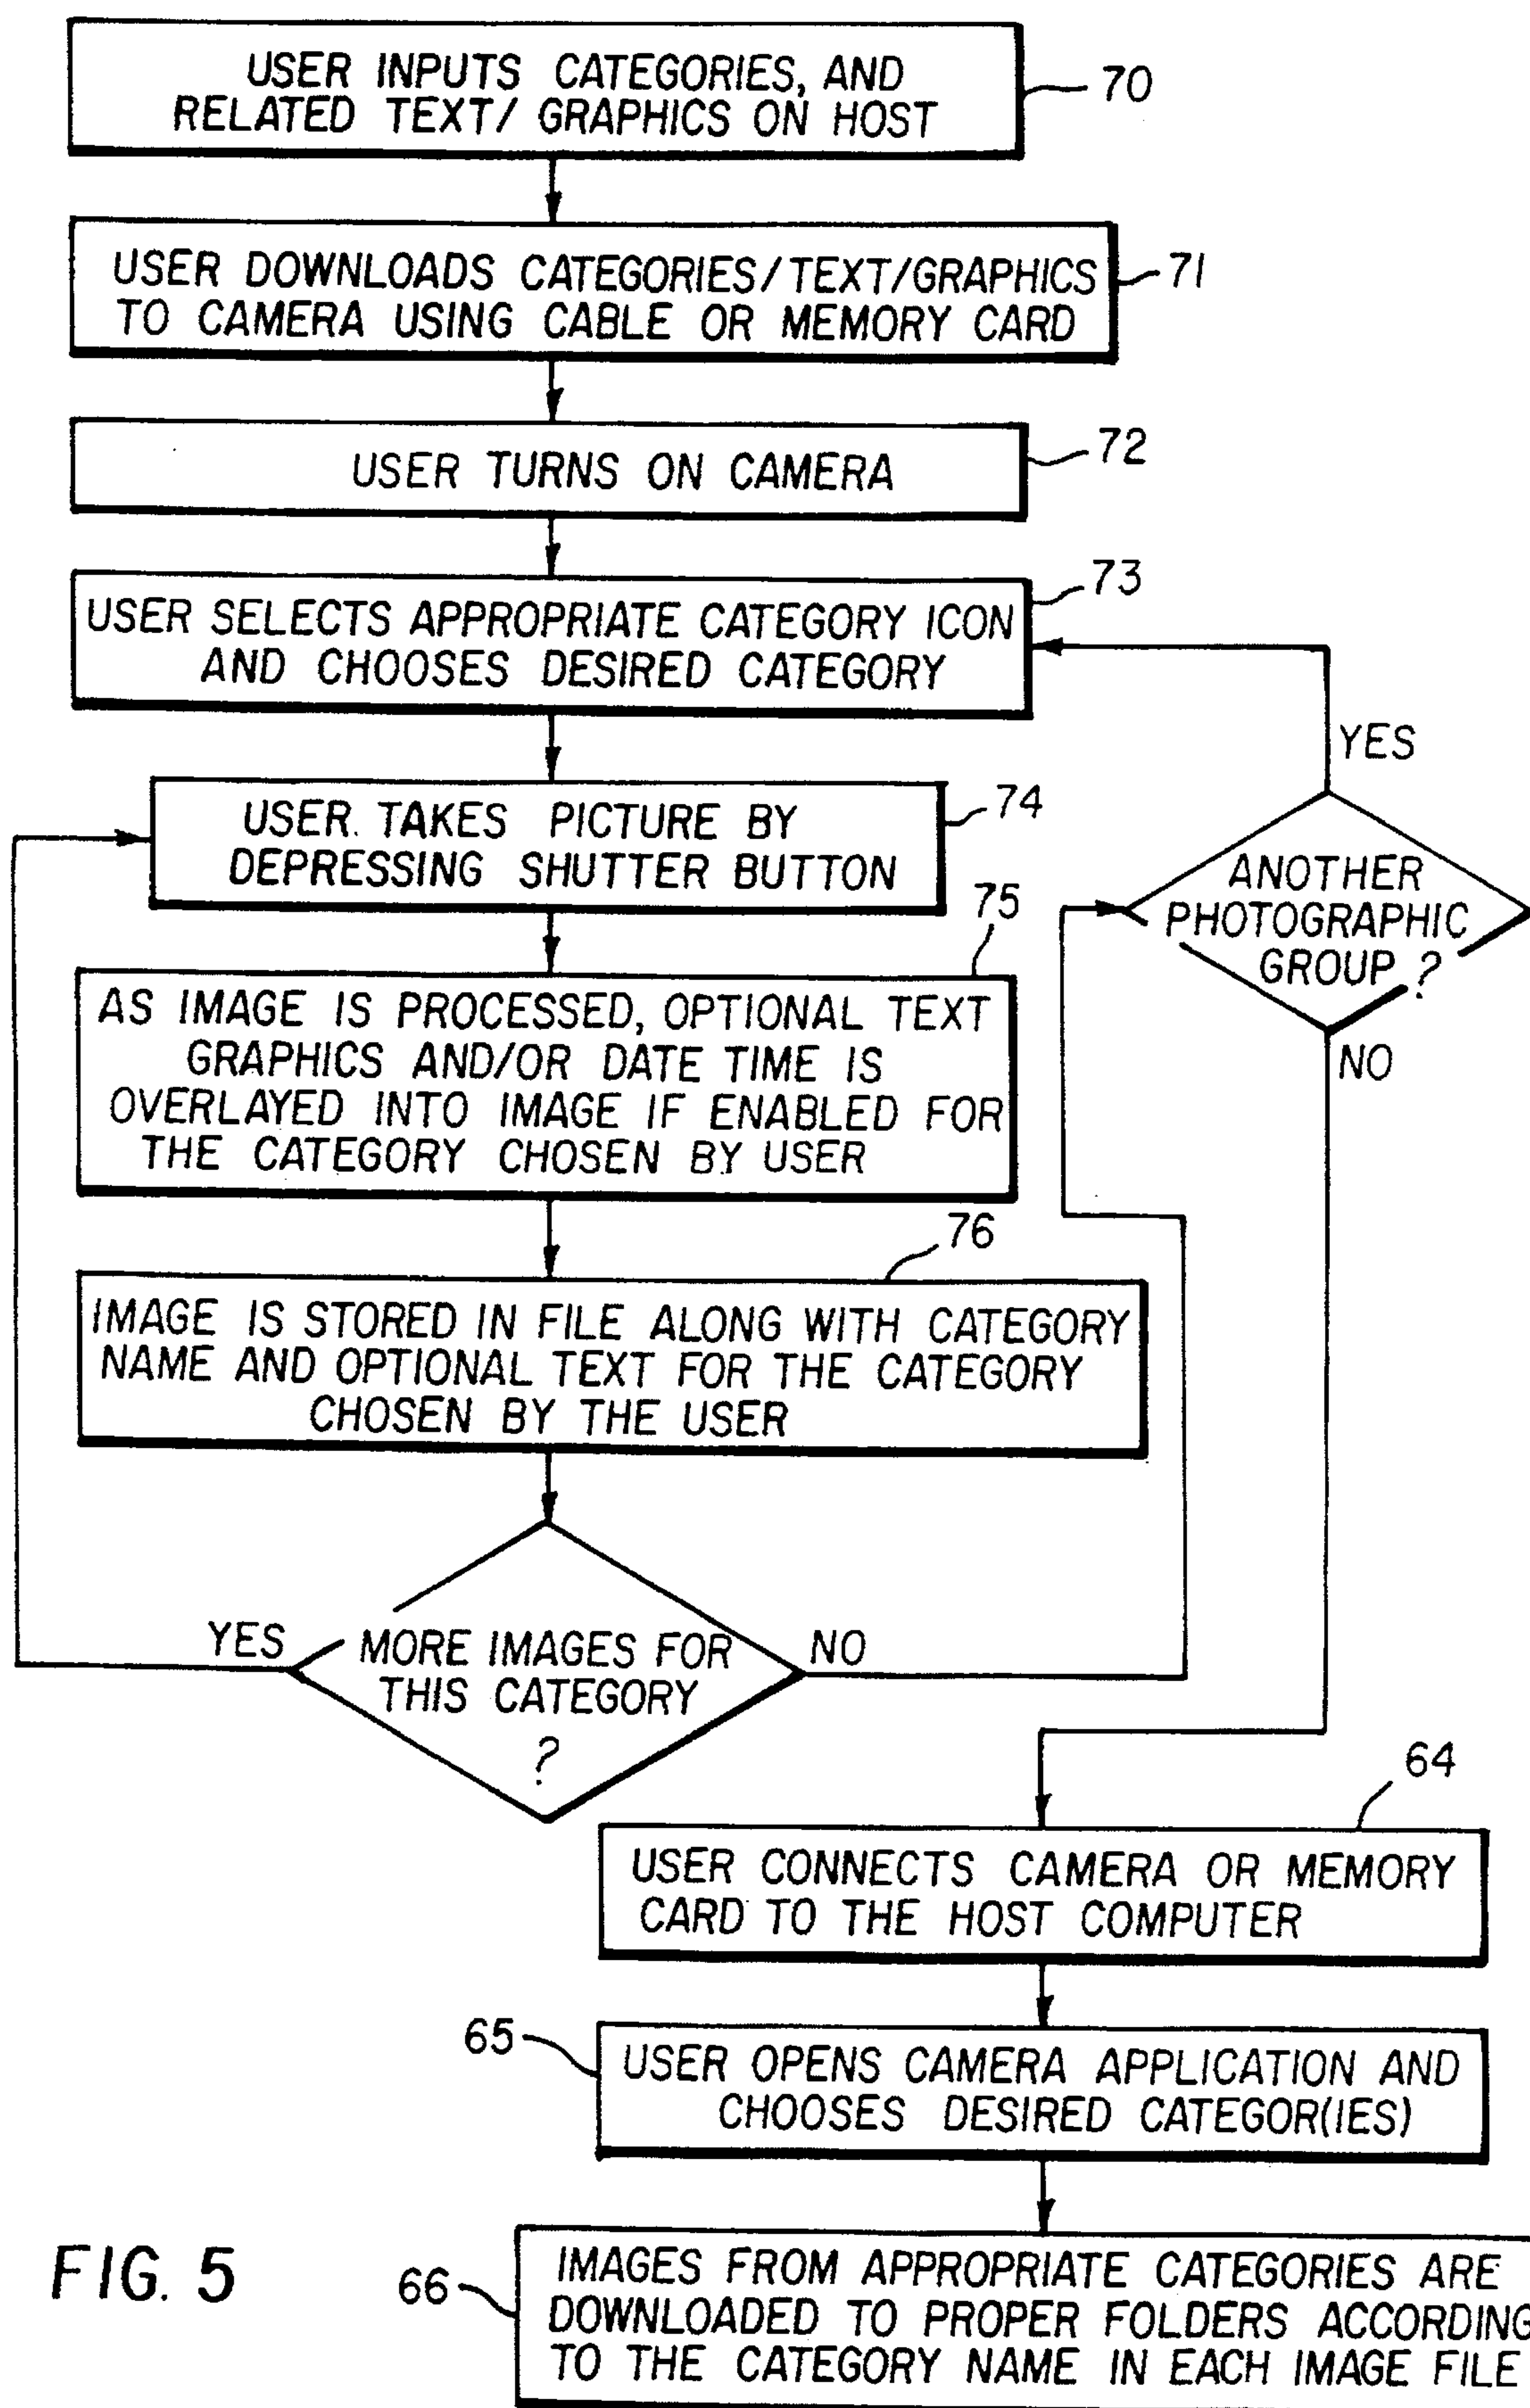 USER INPUTS CATEGORIES, AND
RELATED TEXT/ GRAPHICS ON HOST
70
USER DOWNLOADS CATEGORIES/TEXT/GRAPHICS
TO CAMERA USING CABLE OR MEMORY CARD
71
USER TURNS ON CAMERA
72
USER SELECTS APPROPRIATE CATEGORY ICON
AND CHOOSES DESIRED CATEGORY
73
USER TAKES PICTURE BY
DEPRESSING SHUTTER BUTTON
74
YES
ANOTHER
PHOTOGRAPHIC
GROUP ?
NO
75
AS IMAGE IS PROCESSED, OPTIONAL TEXT
GRAPHICS AND/OR DATE TIME IS
OVERLAYED INTO IMAGE IF ENABLED FOR
THE CATEGORY CHOSEN BY USER
76
IMAGE IS STORED IN FILE ALONG WITH CATEGORY
NAME AND OPTIONAL TEXT FOR THE CATEGORY
CHOSEN BY THE USER
YES
MORE IMAGES FOR
THIS CATEGORY
?
NO
64
USER CONNECTS CAMERA OR MEMORY
CARD TO THE HOST COMPUTER
65
USER OPENS CAMERA APPLICATION AND
CHOOSES DESIRED CATEGOR(IES)
66
IMAGES FROM APPROPRIATE CATEGORIES ARE
DOWNLOADED TO PROPER FOLDERS ACCORDING
TO THE CATEGORY NAME IN EACH IMAGE FILE
FIG. 5